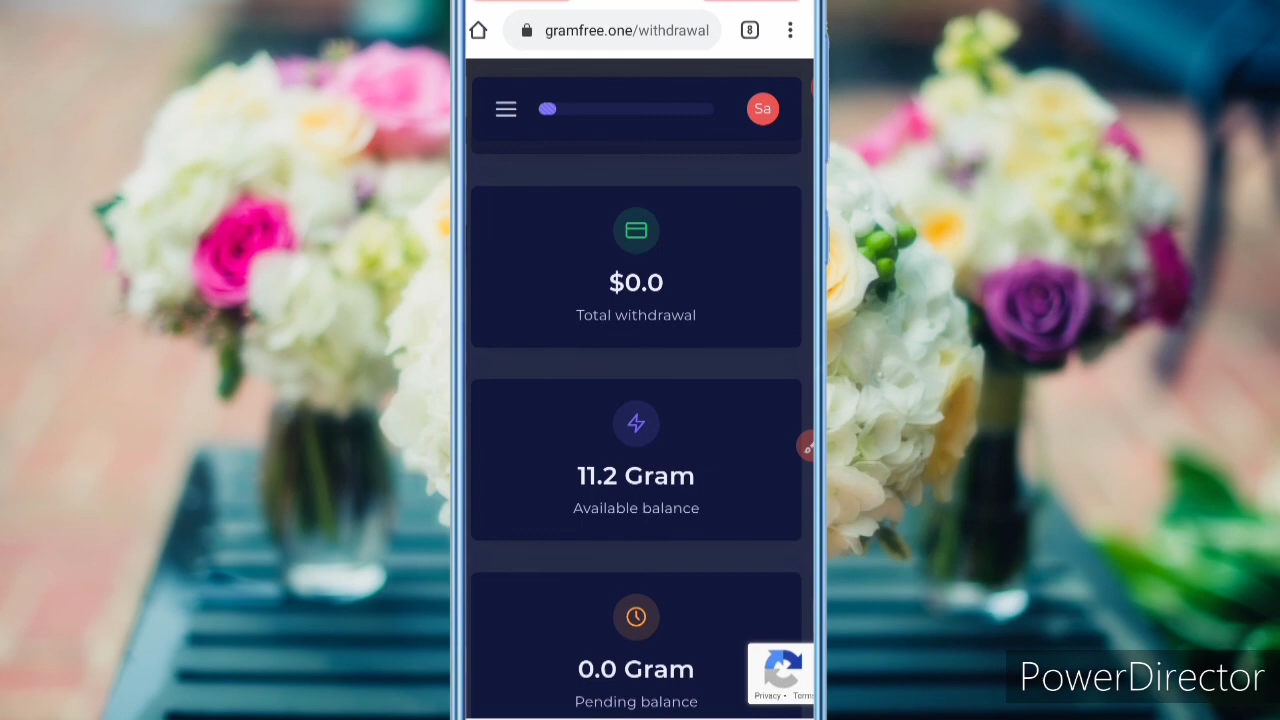 gramfree.one/withdrawal
8
Sa
$0.0
Total withdrawal
11.2 Gram
Available balance
0.0 Gram
Pending balance
Privacy • Terms
PowerDirector